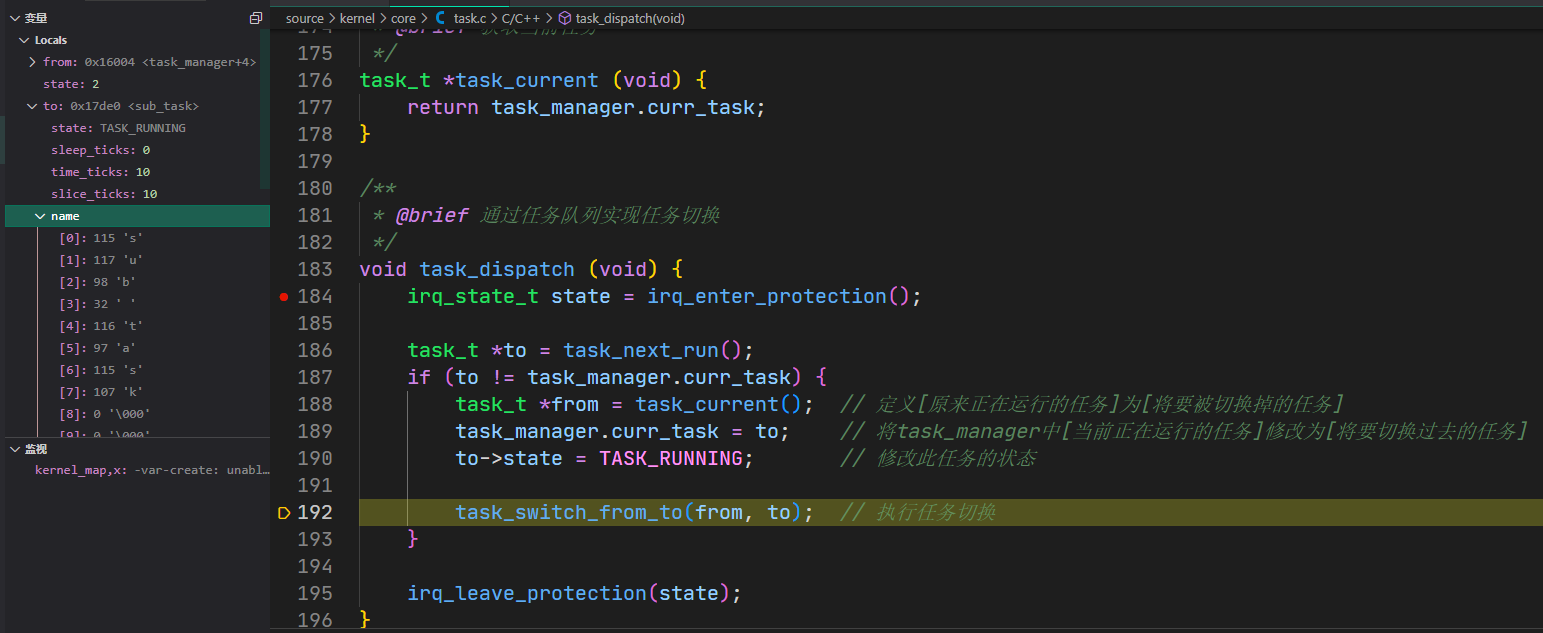 变量
Locals
from: 0x16004 <task_manager+4>
state: 2
to: 0x17de0 <sub_task>
state: TASK_RUNNING
sleep_ticks: 0
time_ticks: 10
slice_ticks: 10
name
[0]: 115 's'
[1]: 117 'u'
[2]: 98 'b'
[3]: 32 ' '
[4]: 116 't'
[5]: 97 'a'
[6]: 115 's'
[7]: 107 'k'
[8]: 0 '\000'
[9]: 0 '\000'
监视
kernel_map,x: -var-create: unabl…
source > kernel > core > C task.c > C/C++ > task_dispatch(void)
174 * @brief 获取当前任务
175 */
176 task_t *task_current (void) {
177 return task_manager.curr_task;
178 }
179
180 /**
181 * @brief 通过任务队列实现任务切换
182 */
183 void task_dispatch (void) {
184 irq_state_t state = irq_enter_protection();
185
186 task_t *to = task_next_run();
187 if (to != task_manager.curr_task) {
188 task_t *from = task_current(); // 定义[原来正在运行的任务]为[将要被切换掉的任务]
189 task_manager.curr_task = to; // 将task_manager中[当前正在运行的任务]修改为[将要切换过去的任务]
190 to->state = TASK_RUNNING; // 修改此任务的状态
191
192 task_switch_from_to(from, to); // 执行任务切换
193 }
194
195 irq_leave_protection(state);
196 }